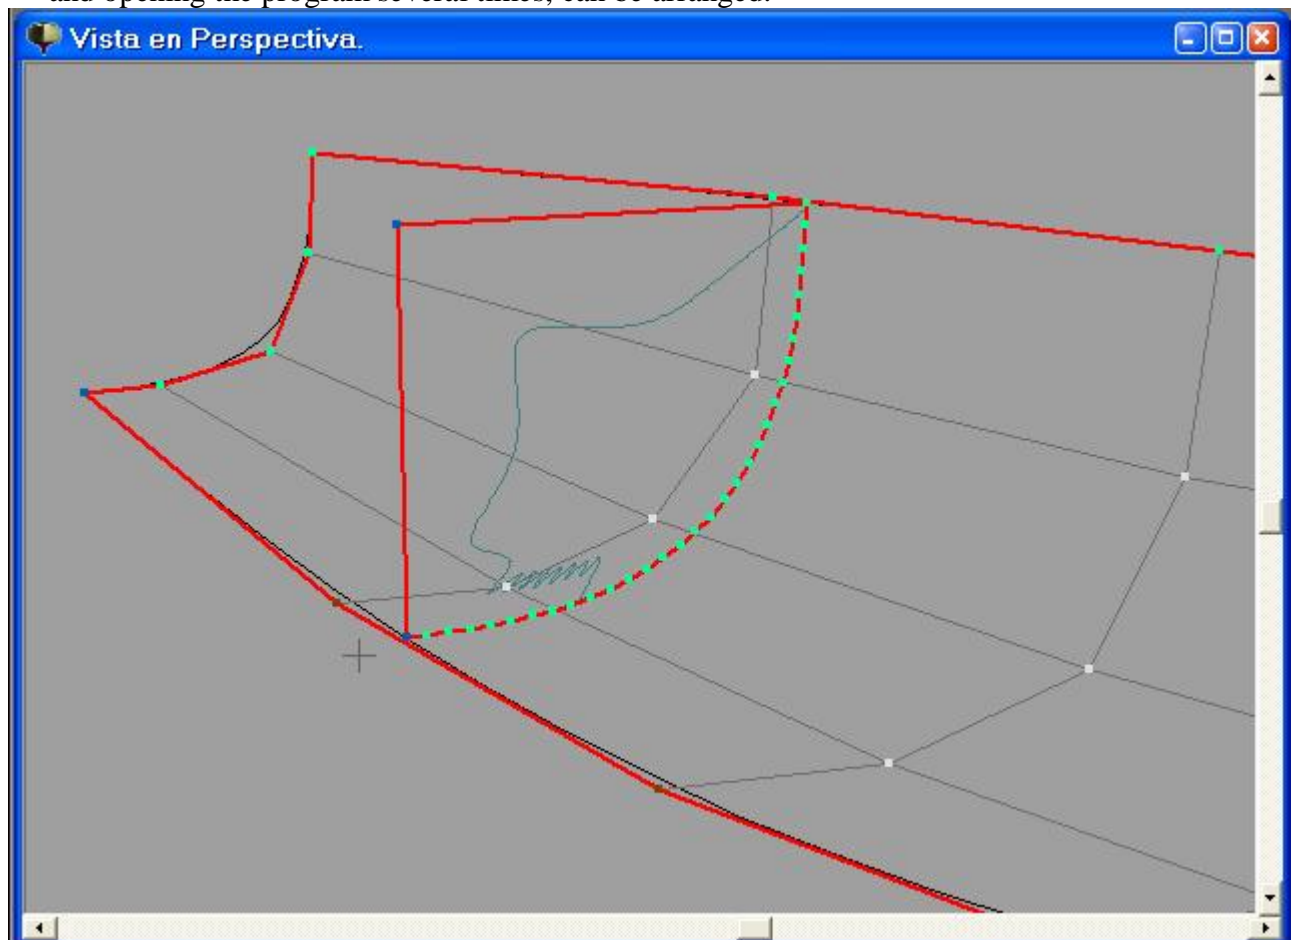 and opening the program several times, can be arranged.
Vista en Perspectiva.